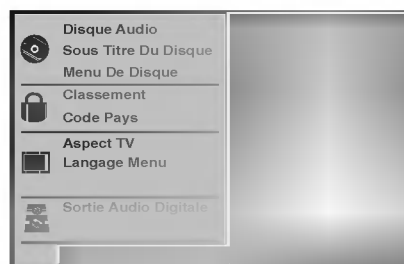 Disque Audio
Sous Titre Du Disque
Menu De Disque
Classement
Code Pays
Aspect TV
Langage Menu
Sortie Audio Digitale